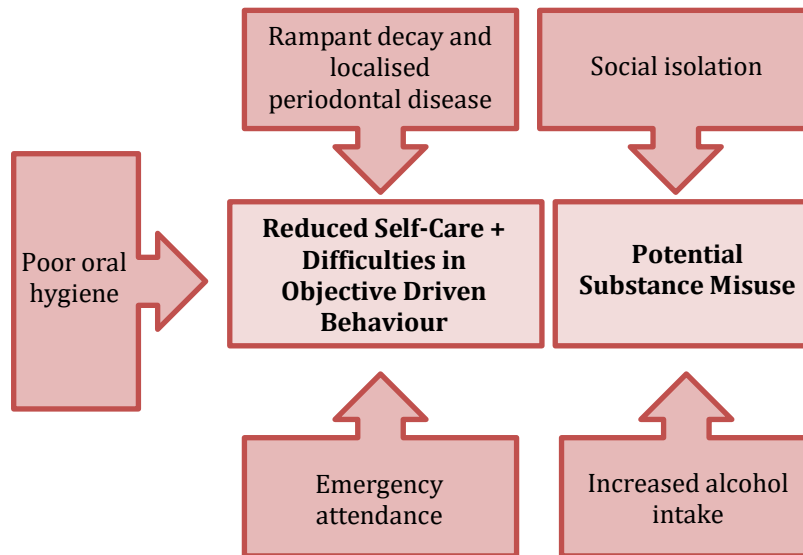 Rampant decay and
localised
periodontal disease
Social isolation
Poor oral
hygiene
Reduced Self-Care +
Difficulties in
Objective Driven
Behaviour
Potential
Substance Misuse
Emergency
attendance
Increased alcohol
intake